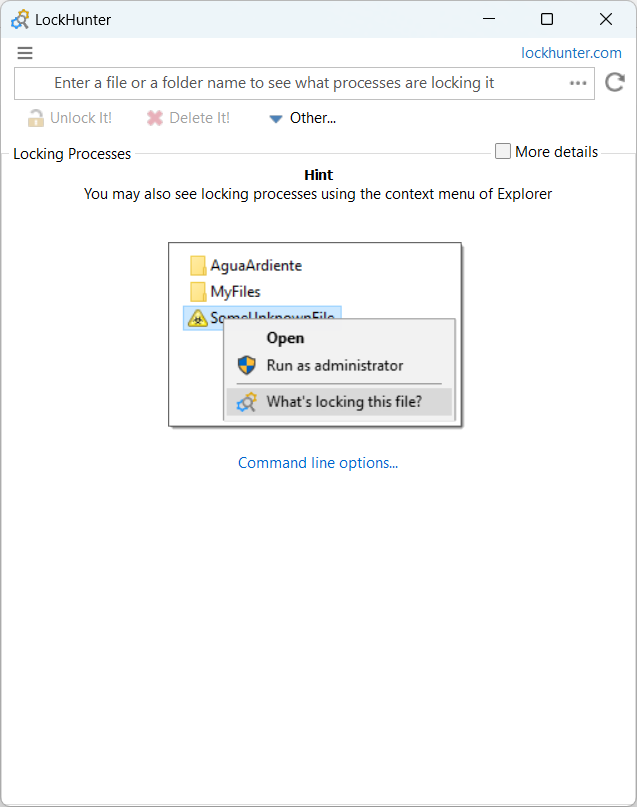 LockHunter
lockhunter.com
Enter a file or a folder name to see what processes are locking it
Unlock It!
Delete It!
Other...
Locking Processes
More details
Hint
You may also see locking processes using the context menu of Explorer
AguaArdiente
MyFiles
SomeUnknownFile
Open
Run as administrator
What's locking this file?
Command line options...